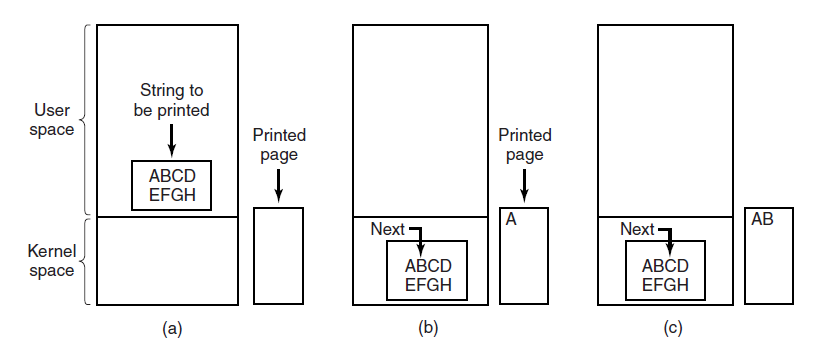 User
space
Kernel
space
String to
be printed
ABCD
EFGH
Printed
page
(a)
Next
ABCD
EFGH
Printed
page
A
(b)
Next
ABCD
EFGH
AB
(c)